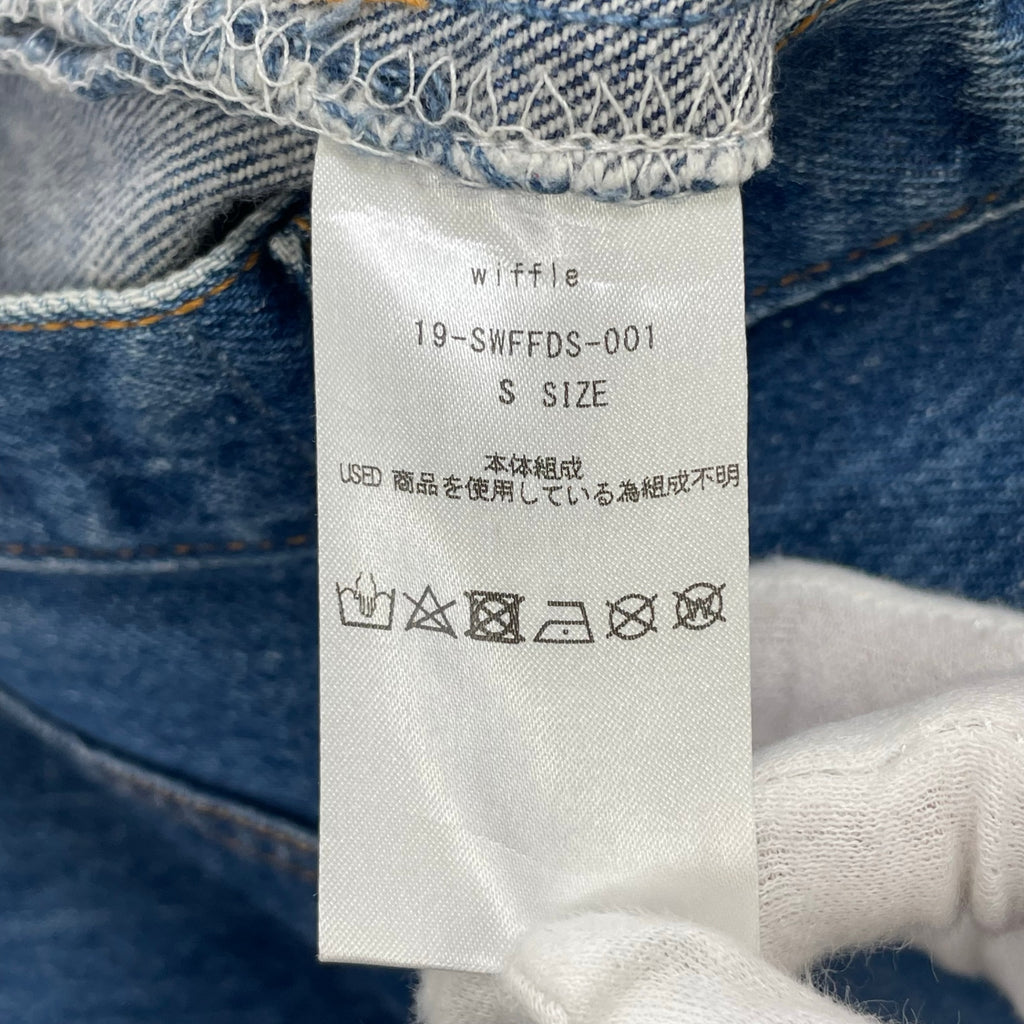 wiffle
19-SWFFDS-001
S SIZE
本体組成
USED 商品を使用している為組成不明
W